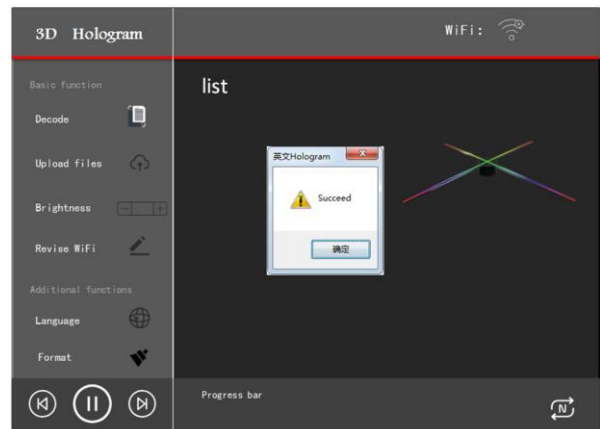 3D Hologram
WiFi:
Basic function
list
Decode
Upload files
英文Hologram
Succeed
Brightness
确定
Revise WiFi
Additional functions
Language
Format
Progress bar
N